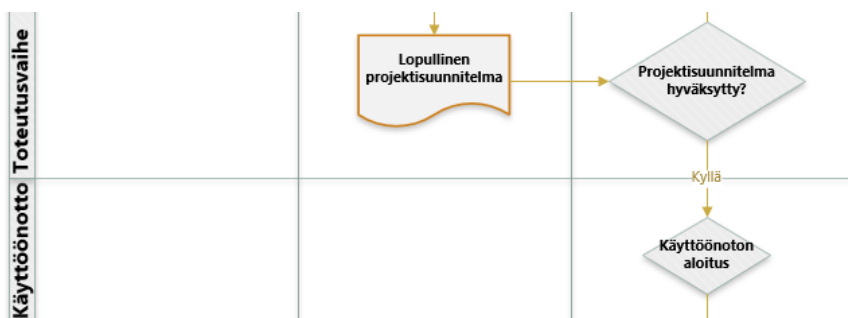 Toteutusvaihe
Lopullinen
projektisuunnitelma
Projektisuunnitelma
hyväksytty?
Kyllä
Käyttöönotto
Käyttöönoton
aloitus